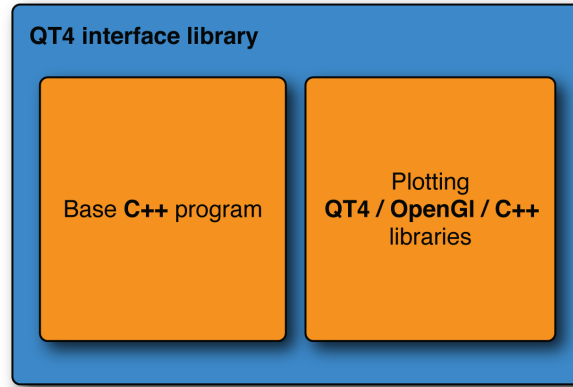 QT4 interface library
Base C++ program
Plotting
QT4 / OpenGl / C++
libraries